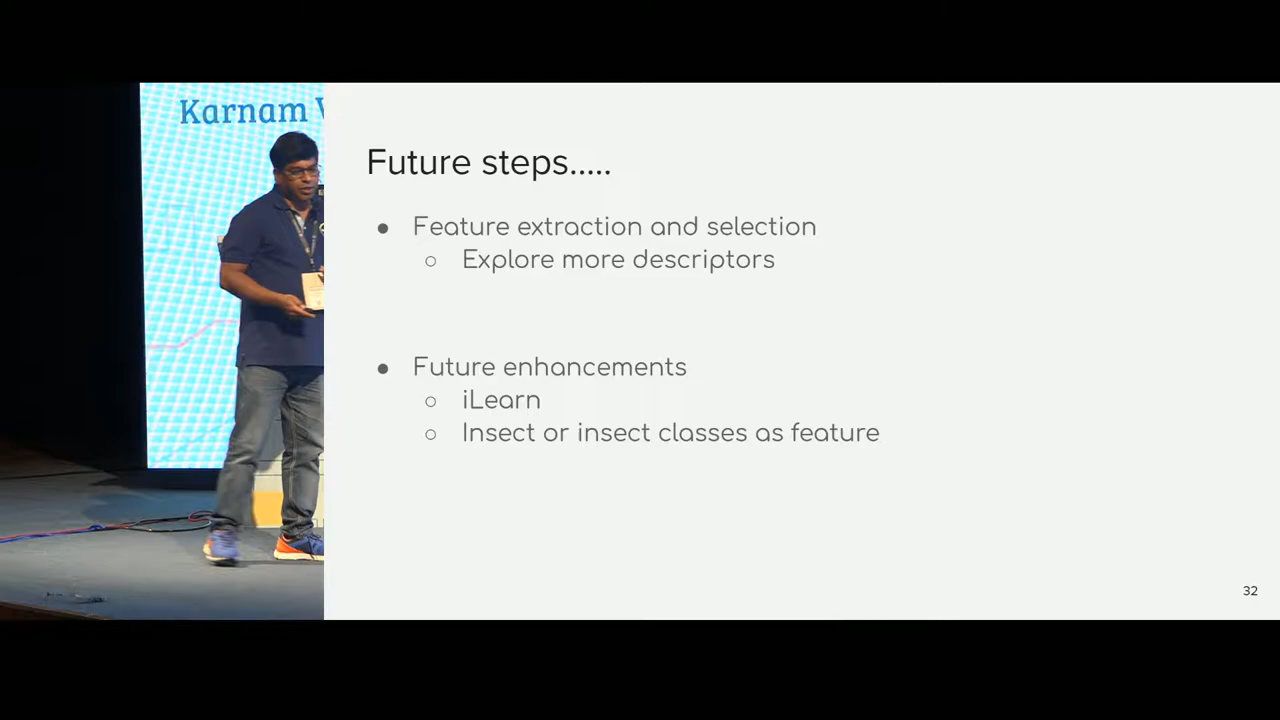 Karnam
Future steps.....
● Feature extraction and selection
○ Explore more descriptors
● Future enhancements
○ iLearn
○ Insect or insect classes as feature
32